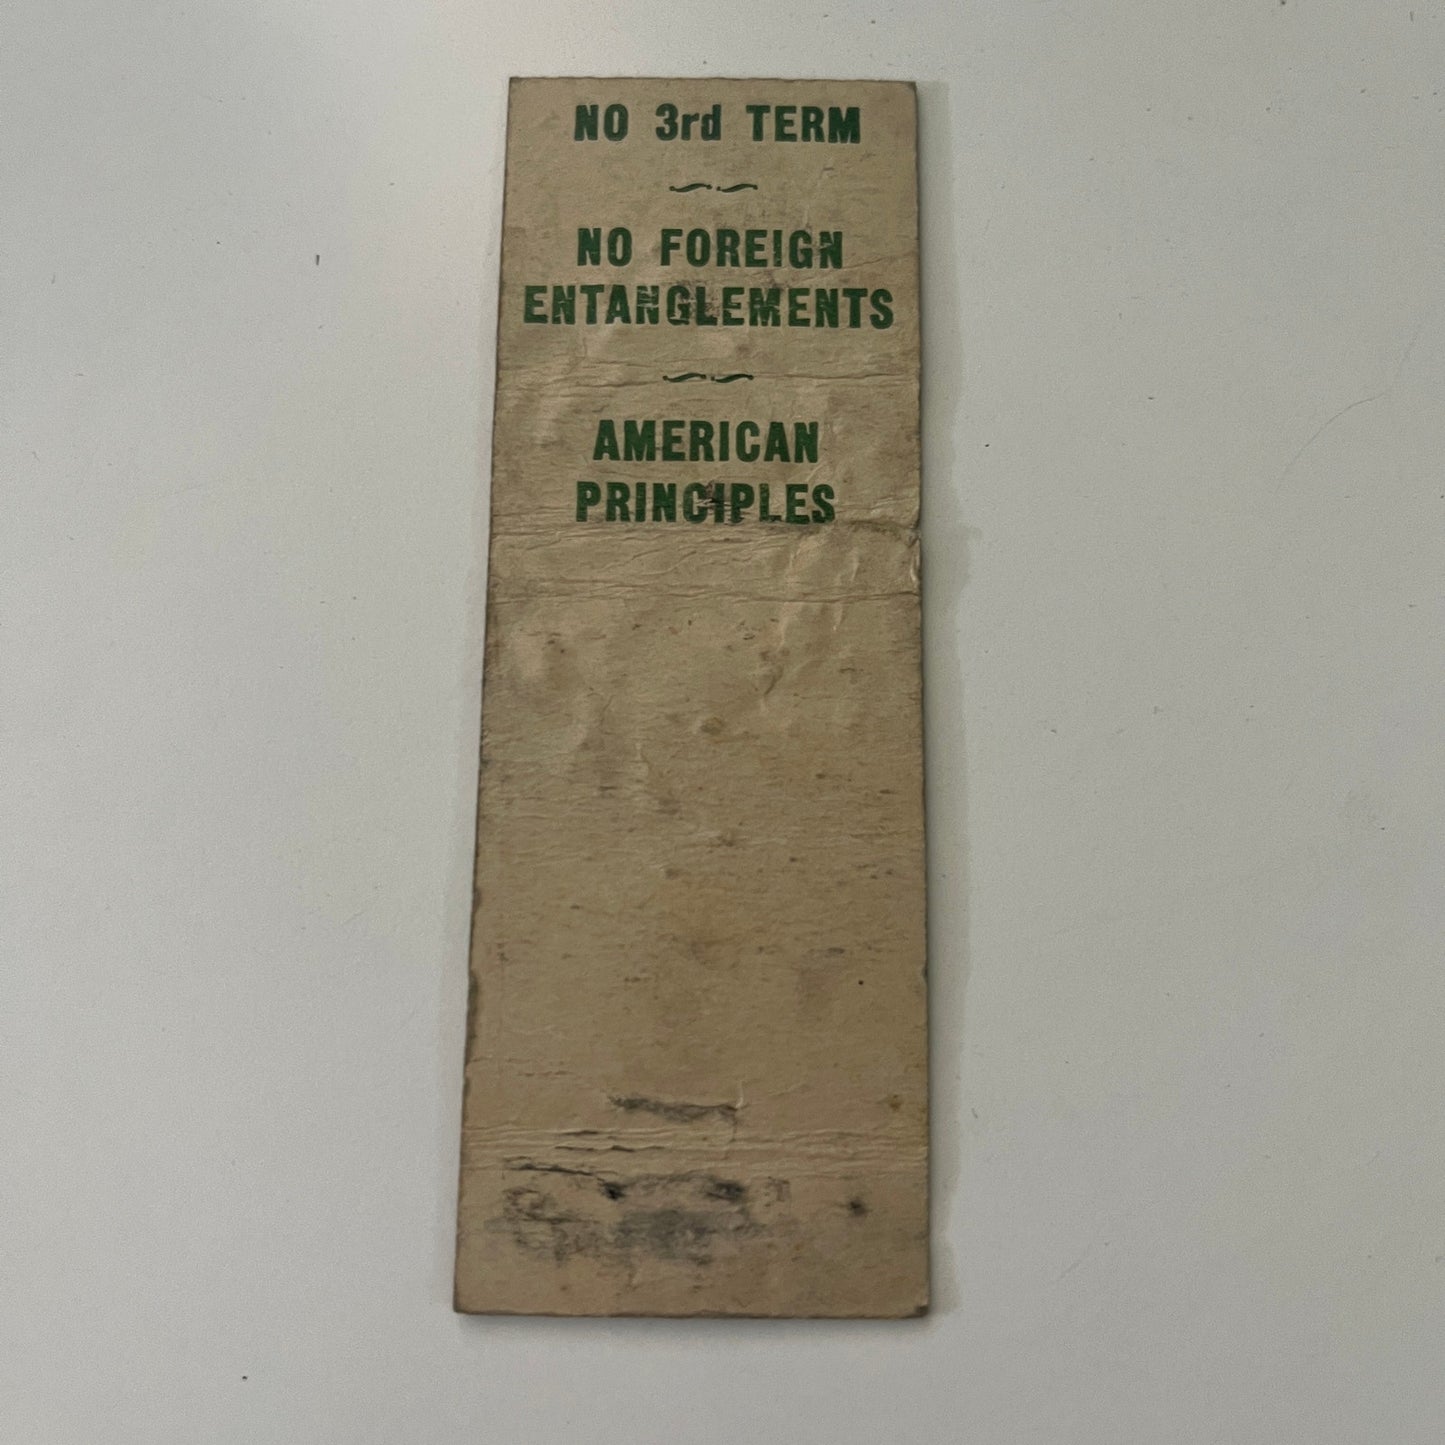 NO 3rd TERM
NO FOREIGN
ENTANGLEMENTS
AMERICAN
PRINCIPLES